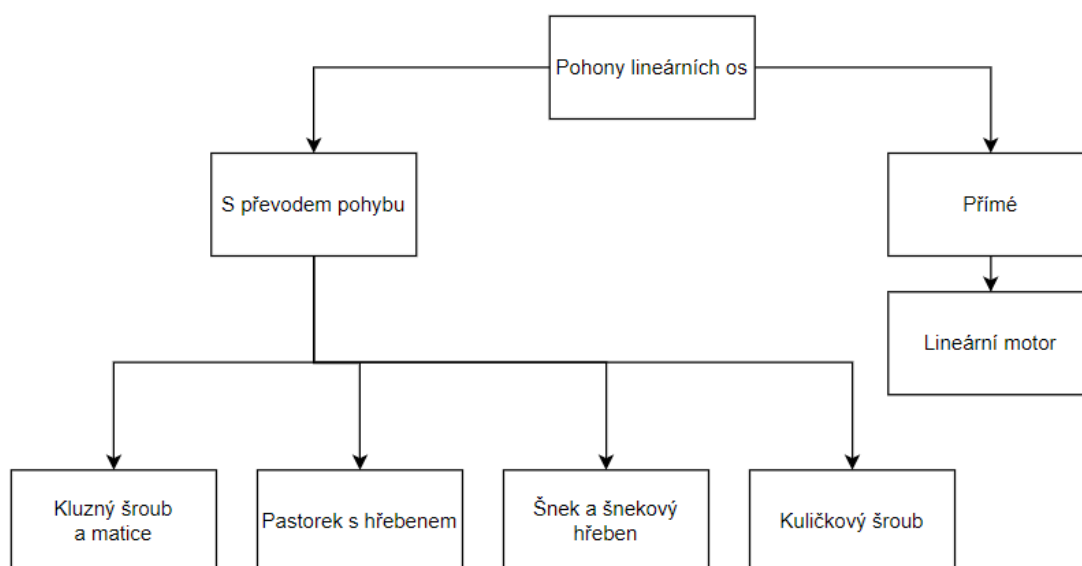 Pohony lineárních os
S převodem pohybu
Přímé
Lineární motor
Kluzný šroub
a matice
Pastorek s hřebenem
Šnek a šnekový
hřeben
Kuličkový šroub